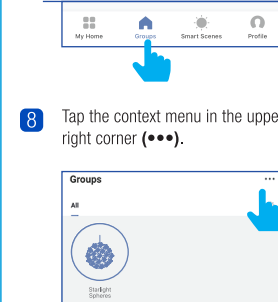 My Home Groups Smart Scenes Profile
8 Tap the context menu in the uppe
right corner (•••).
Groups •••
All
Starlight
Spheres